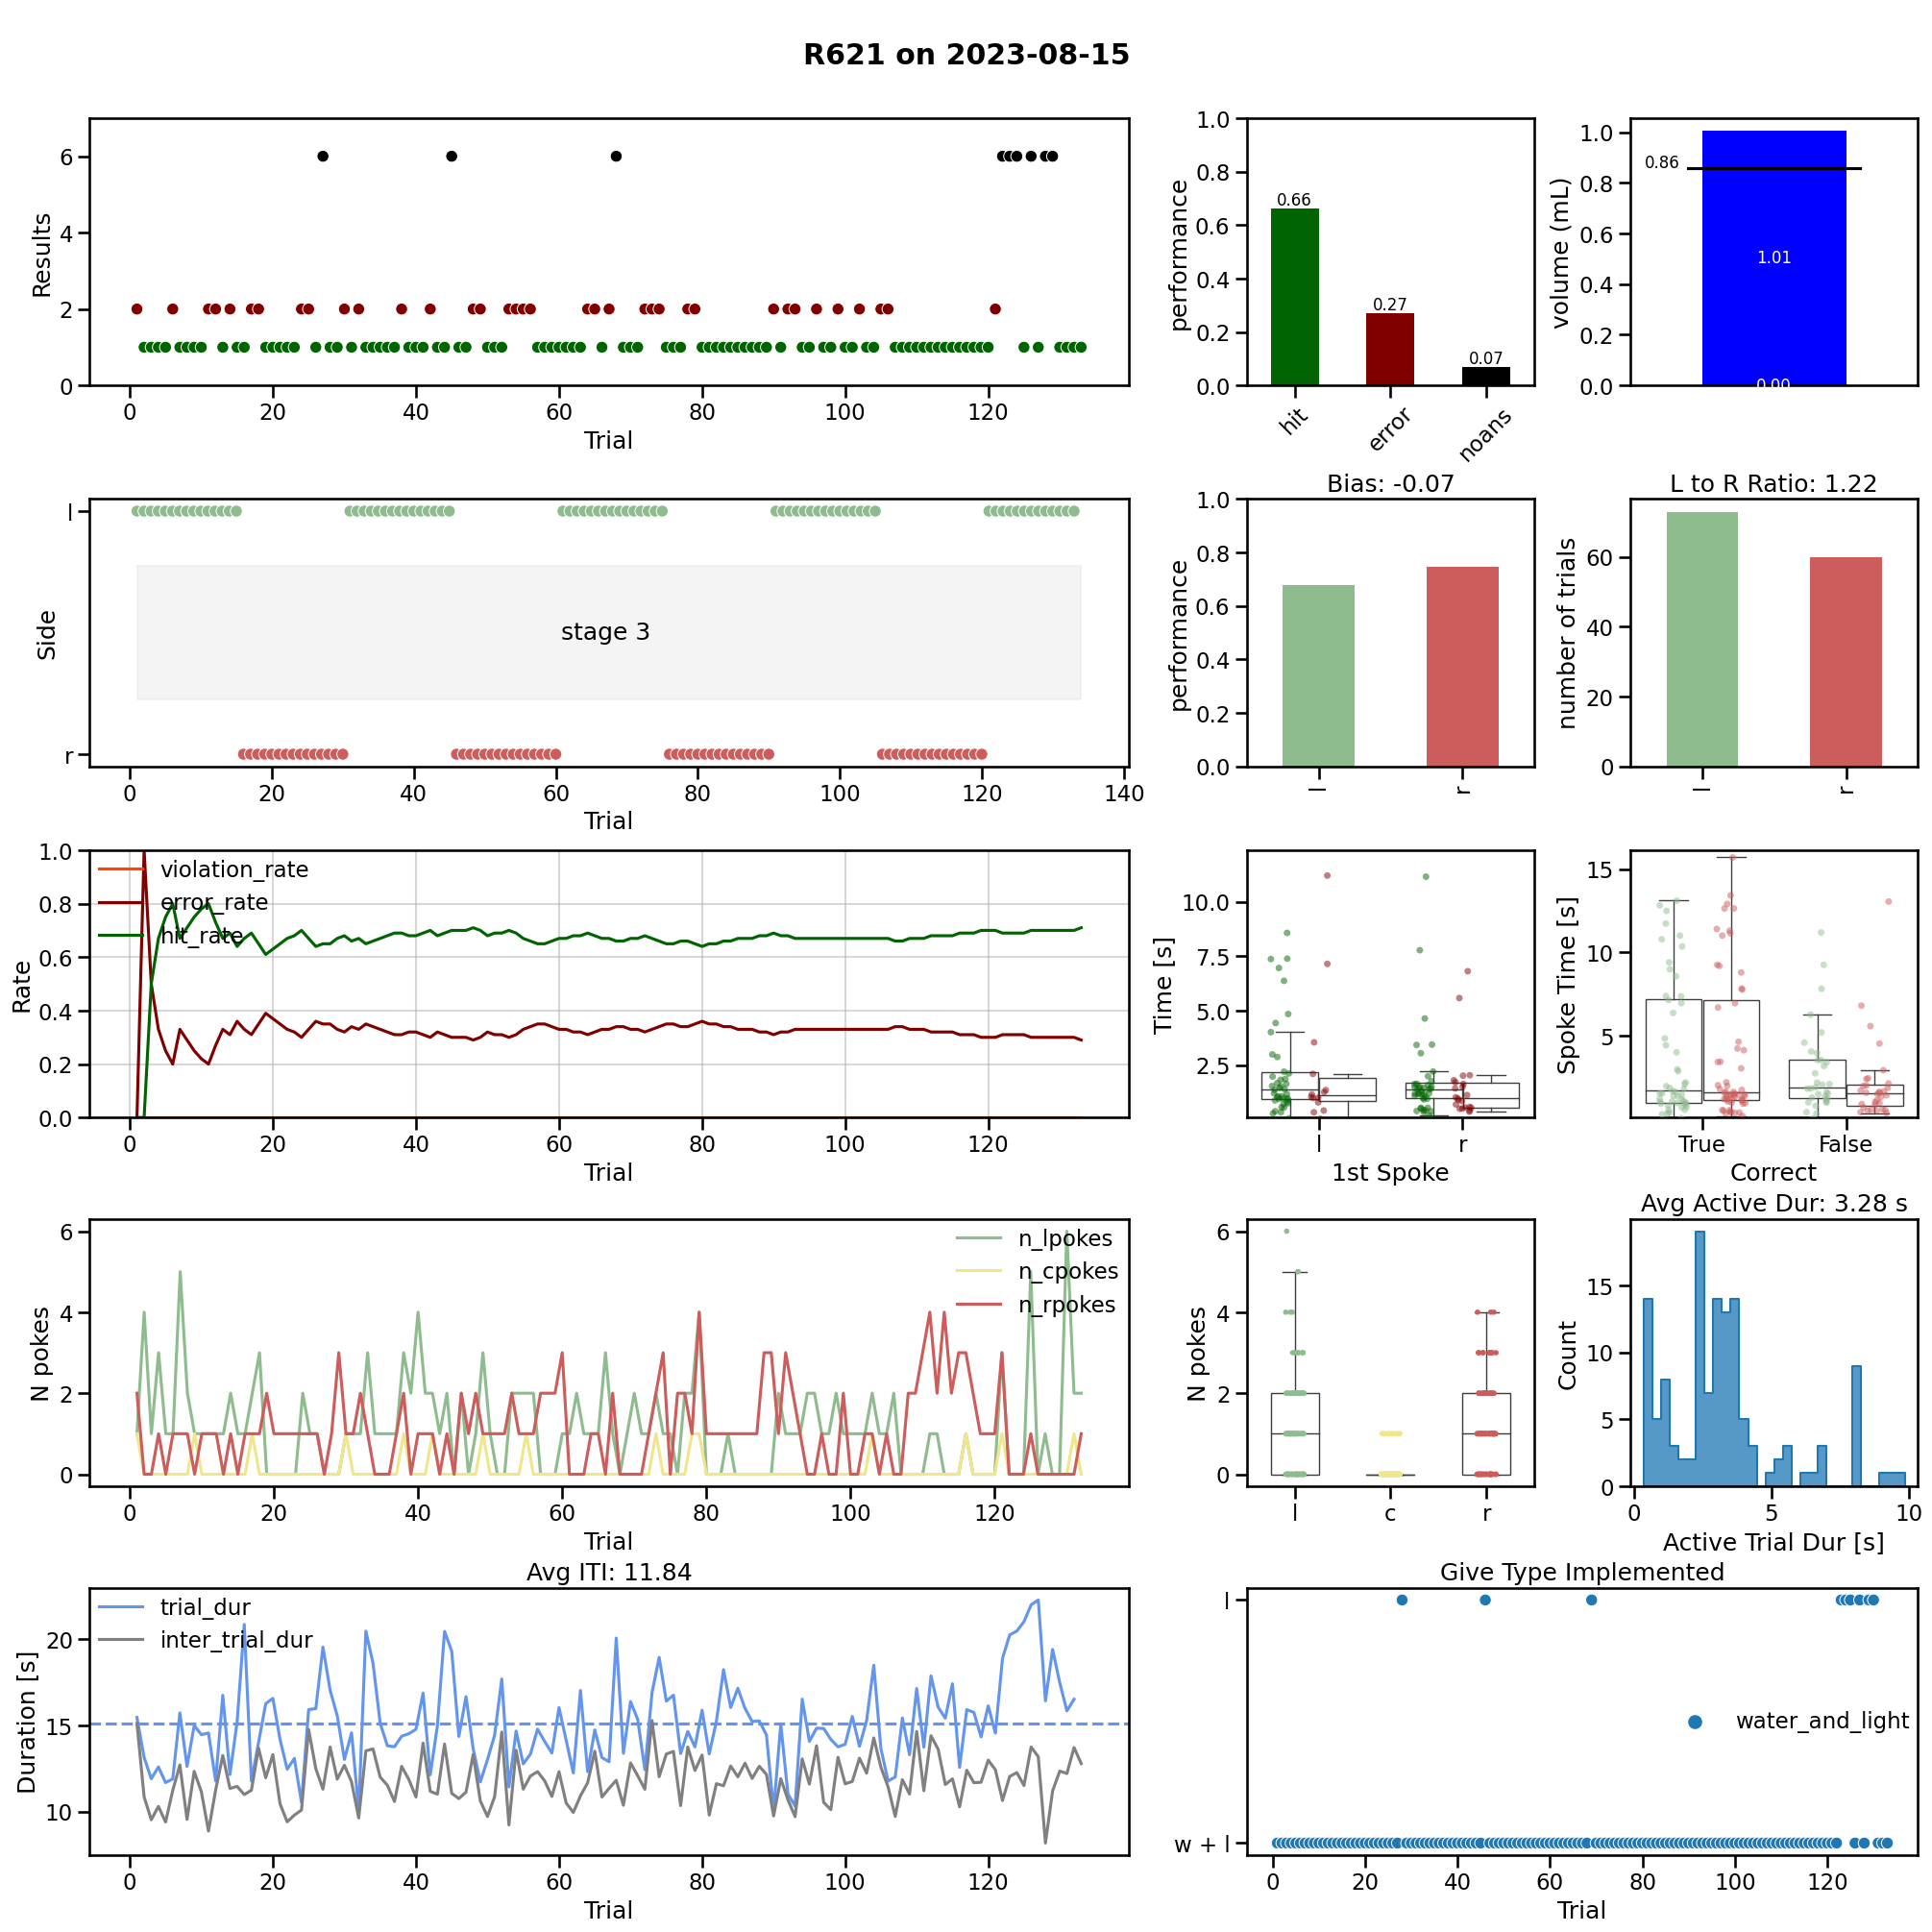 R621 on 2023-08-15
Results
6
4
2
0
0 20 40 60 80 100 120
Trial
performance
1.0
0.8
0.6
0.4
0.2
0.0
0.66
0.27
0.07
hit error noans
volume (mL)
1.0
0.8
0.6
0.4
0.2
0.0
0.86
1.01
0.00
Side
l
stage 3
r
0 20 40 60 80 100 120 140
Trial
Bias: -0.07
performance
1.0
0.8
0.6
0.4
0.2
0.0
l r
L to R Ratio: 1.22
number of trials
60
40
20
0
l r
Rate
1.0
0.8
0.6
0.4
0.2
0.0
violation_rate
error_rate
hit_rate
0 20 40 60 80 100 120
Trial
Time [s]
10.0
7.5
5.0
2.5
l r
1st Spoke
Spoke Time [s]
15
10
5
True False
Correct
N pokes
6
4
2
0
n_lpokes
n_cpokes
n_rpokes
0 20 40 60 80 100 120
Trial
N pokes
6
4
2
0
l c r
Avg Active Dur: 3.28 s
Count
15
10
5
0
0 5 10
Active Trial Dur [s]
Avg ITI: 11.84
Duration [s]
20
15
10
trial_dur
inter_trial_dur
0 20 40 60 80 100 120
Trial
Give Type Implemented
l
water_and_light
w + l
0 20 40 60 80 100 120
Trial